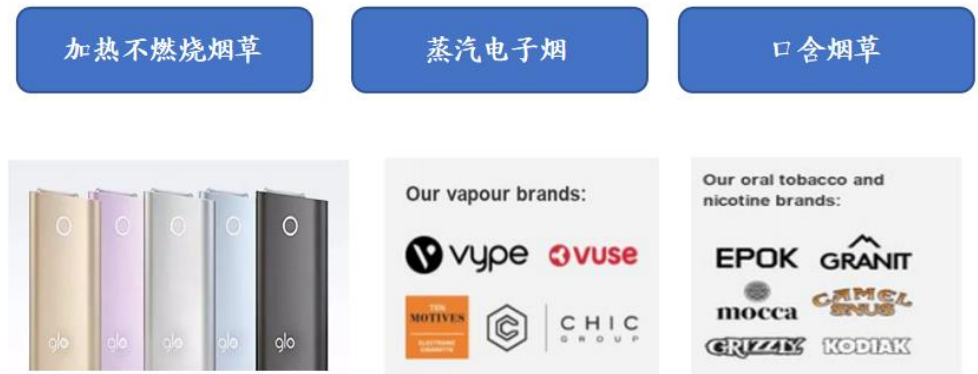 加热不燃烧烟草
蒸汽电子烟
口含烟草
glo glo glo glo glo
Our vapour brands:
vype vuse
TEN
MOTIVES
ELECTRONIC
CIGARETTES
CHIC
GROUP
Our oral tobacco and
nicotine brands:
EPOK GRANIT
mocca CAMEL
SNUS
GRIZZLY KODIAK